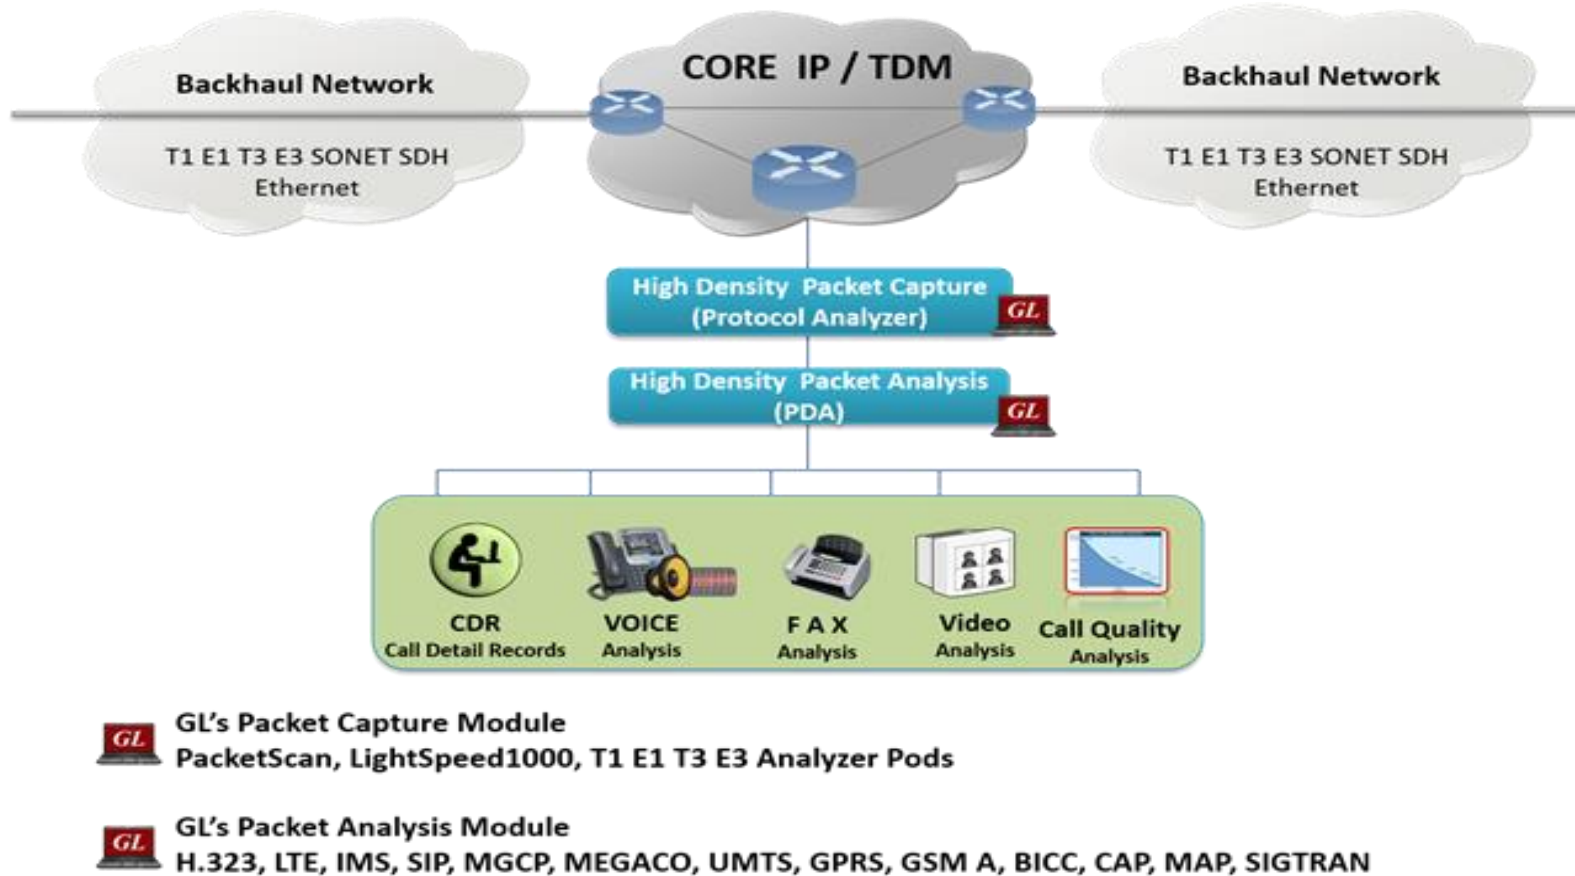 Backhaul Network
T1 E1 T3 E3 SONET SDH
Ethernet
CORE IP / TDM
Backhaul Network
T1 E1 T3 E3 SONET SDH
Ethernet
High Density Packet Capture
(Protocol Analyzer)
GL
High Density Packet Analysis
(PDA)
GL
CDR
Call Detail Records
VOICE
Analysis
F A X
Analysis
Video
Analysis
Call Quality
Analysis
GL
GL's Packet Capture Module
PacketScan, LightSpeed1000, T1 E1 T3 E3 Analyzer Pods
GL
GL's Packet Analysis Module
H.323, LTE, IMS, SIP, MGCP, MEGACO, UMTS, GPRS, GSM A, BICC, CAP, MAP, SIGTRAN